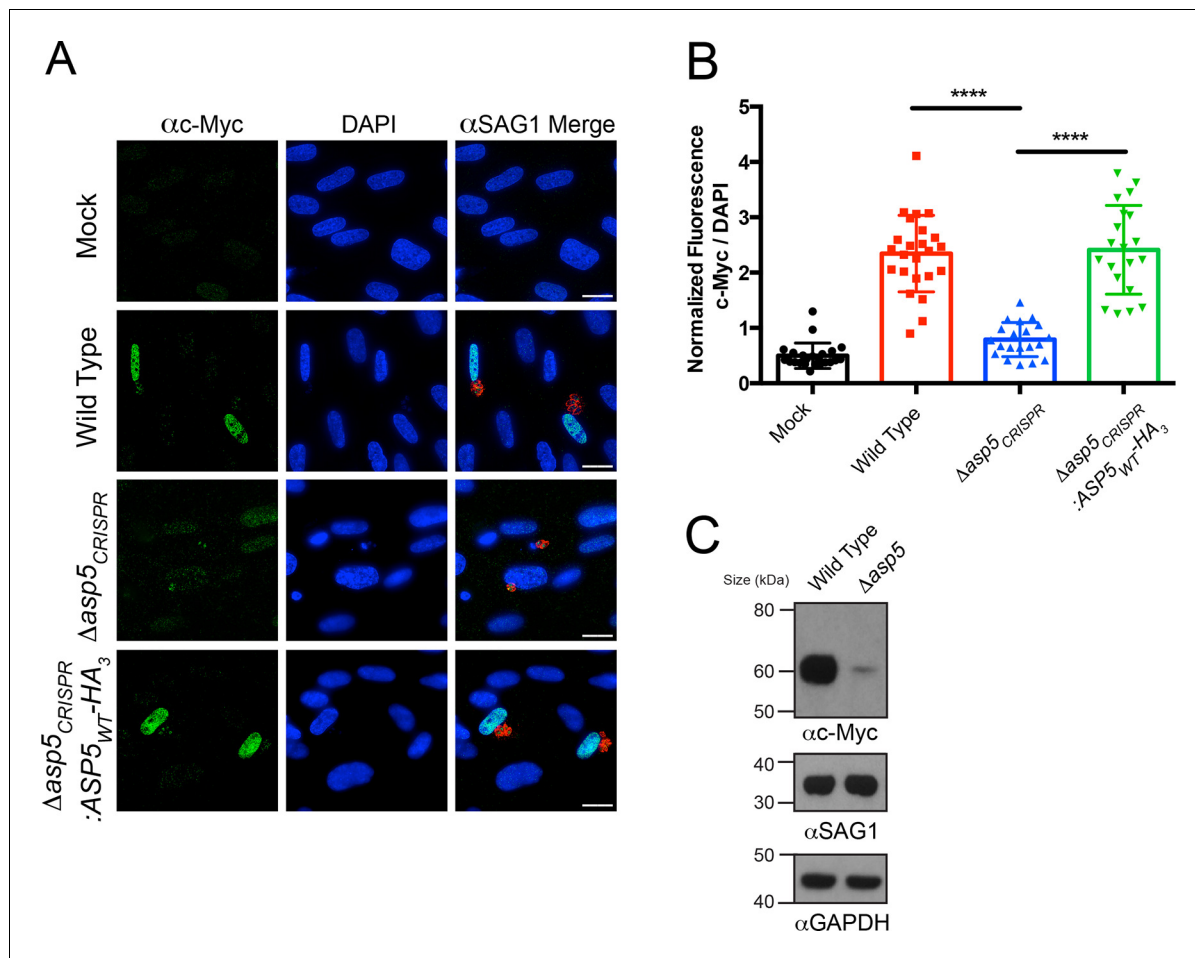 A
αc-Myc DAPI αSAG1 Merge
Mock
Wild Type
Δasp5CRISPR
Δasp5CRISPR
:ASP5WT-HA3
B
****
****
Normalized Fluorescence
c-Myc / DAPI
5
4
3
2
1
0
Mock
Wild Type
Δasp5CRISPR
Δasp5CRISPR
:ASP5WT-HA3
C
Size (kDa) Wild Type Δasp5
80
60
50
αc-Myc
40
30
αSAG1
50
40
αGAPDH